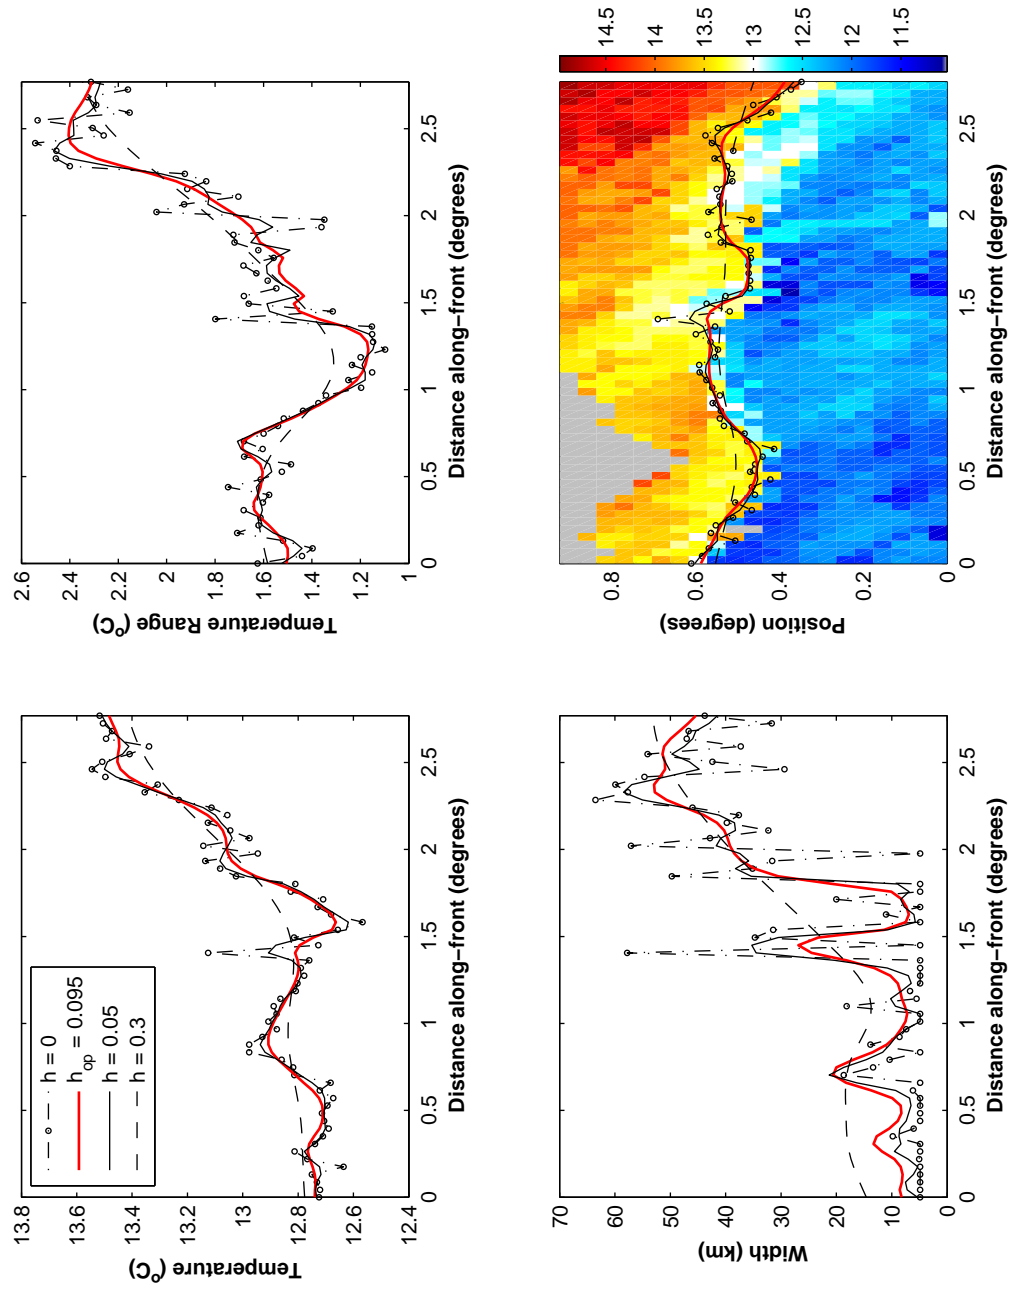 13.8
13.6
13.4
13.2
13
12.8
12.6
12.4
Temperature (°C)
h = 0
h_op = 0.095
h = 0.05
h = 0.3
0 0.5 1 1.5 2 2.5
Distance along−front (degrees)
2.6
2.4
2.2
2
1.8
1.6
1.4
1.2
1
Temperature Range (°C)
0 0.5 1 1.5 2 2.5
Distance along−front (degrees)
70
60
50
40
30
20
10
0
Width (km)
0 0.5 1 1.5 2 2.5
Distance along−front (degrees)
0.8
0.6
0.4
0.2
0
Position (degrees)
0 0.5 1 1.5 2 2.5
Distance along−front (degrees)
14.5
14
13.5
13
12.5
12
11.5